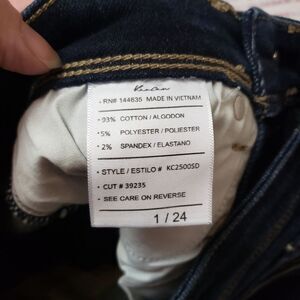 KanCan
• RN# 144635 MADE IN VIETNAM
• 93% COTTON / ALGODON
• 5% POLYESTER / POLIESTER
• 2% SPANDEX / ELASTANO
• STYLE / ESTILO # KC2500SD
• CUT # 39235
• SEE CARE ON REVERSE
1 / 24